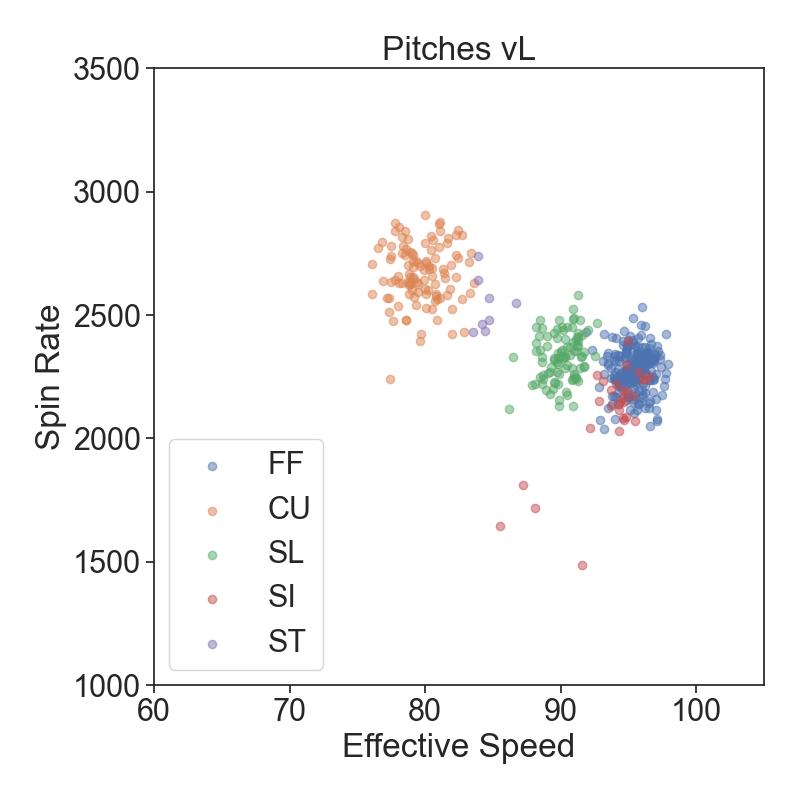 Pitches vL
3500
3000
2500
2000
1500
1000
Spin Rate
FF
CU
SL
SI
ST
60 70 80 90 100
Effective Speed